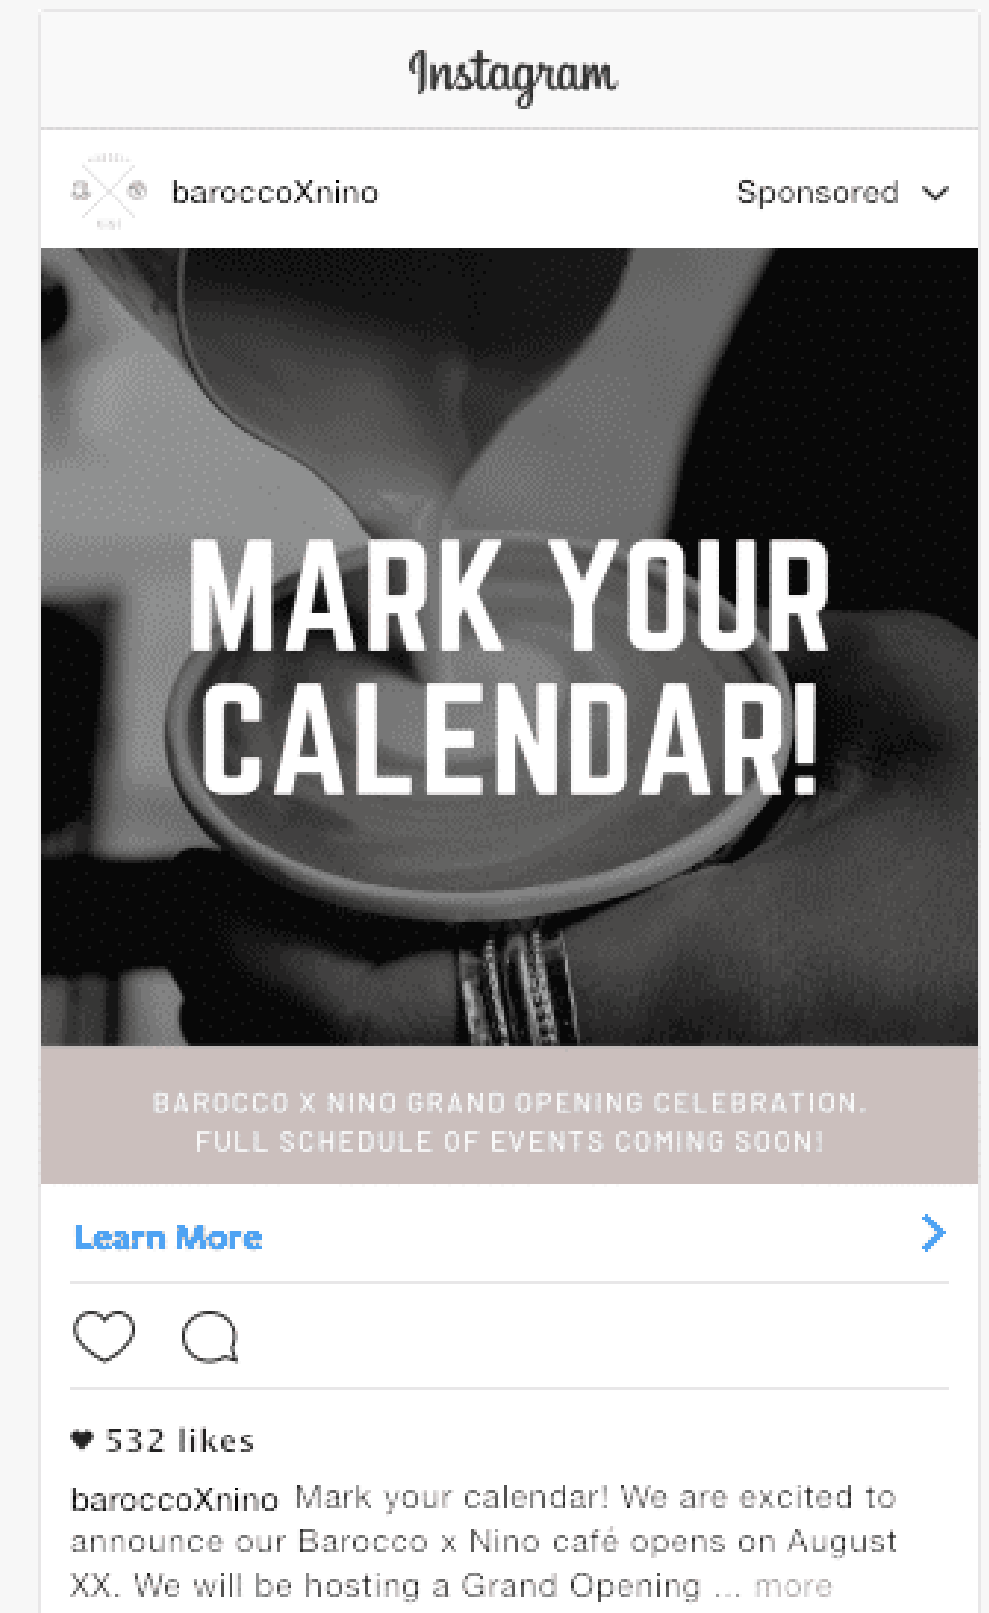 Instagram
baroccoXnino
Sponsored
MARK YOUR
CALENDAR!
BAROCCO X NINO GRAND OPENING CELEBRATION.
FULL SCHEDULE OF EVENTS COMING SOON!
Learn More
532 likes
baroccoXnino Mark your calendar! We are excited to
announce our Barocco x Nino café opens on August
XX. We will be hosting a Grand Opening ... more